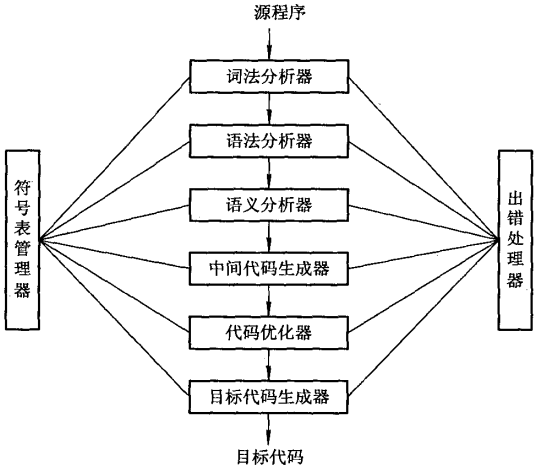 源程序
词法分析器
语法分析器
符号表管理器
出错处理器
语义分析器
中间代码生成器
代码优化器
目标代码生成器
目标代码